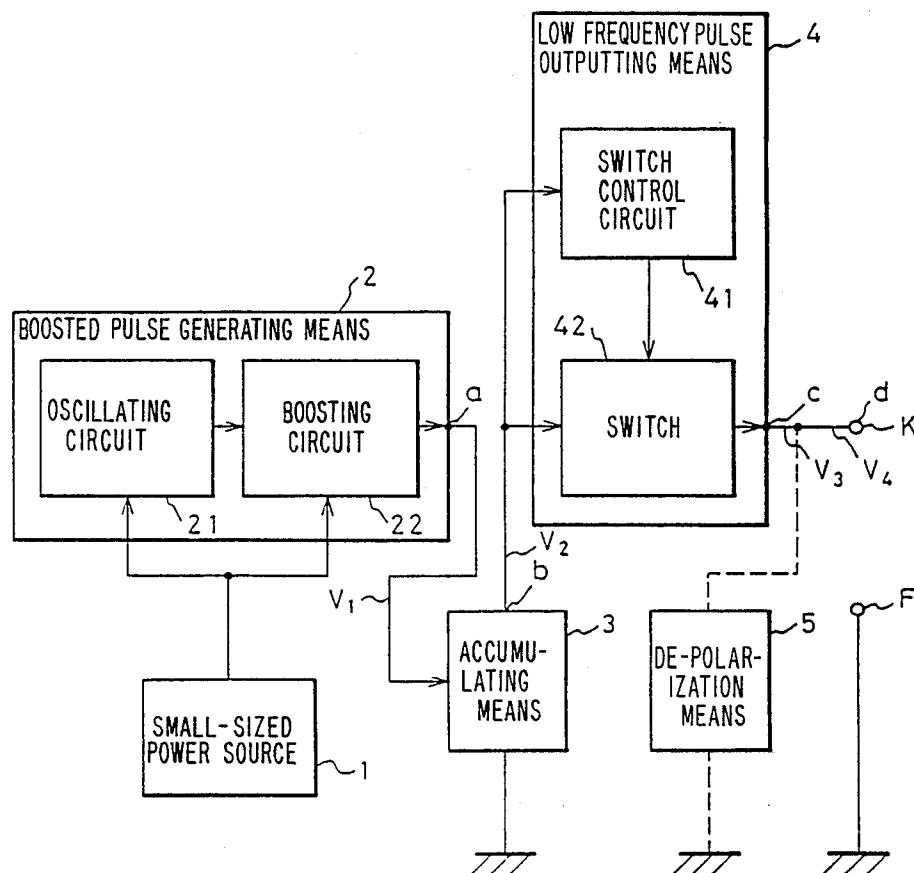 LOW FREQUENCY PULSE
OUTPUTTING MEANS
4
SWITCH
CONTROL
CIRCUIT
41
2
BOOSTED PULSE GENERATING MEANS
42
OSCILLATING
CIRCUIT
BOOSTING
CIRCUIT
a
SWITCH
c
d
K
V3
V4
21
22
V2
V1
b
3
5
F
ACCUMU-
LATING
MEANS
DE-POLAR-
IZATION
MEANS
SMALL-SIZED
POWER SOURCE
1